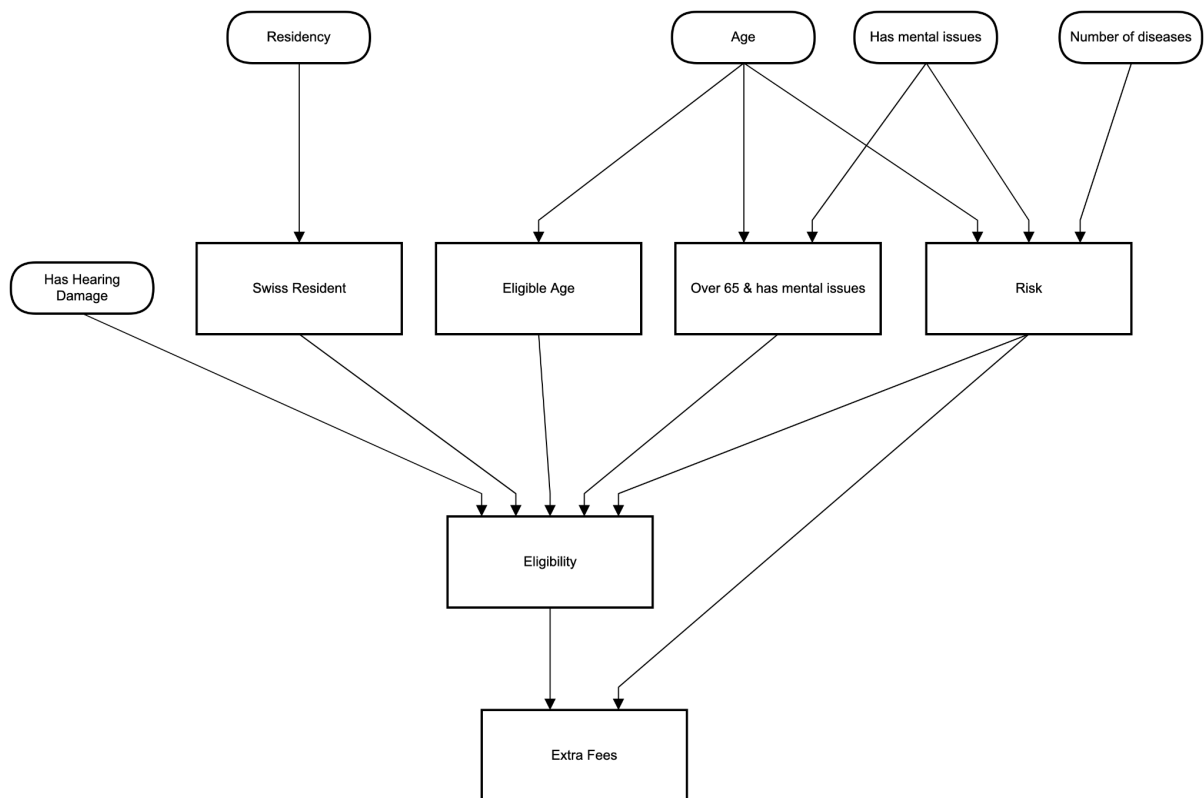 Residency
Age
Has mental issues
Number of diseases
Has Hearing
Damage
Swiss Resident
Eligible Age
Over 65 & has mental issues
Risk
Eligibility
Extra Fees